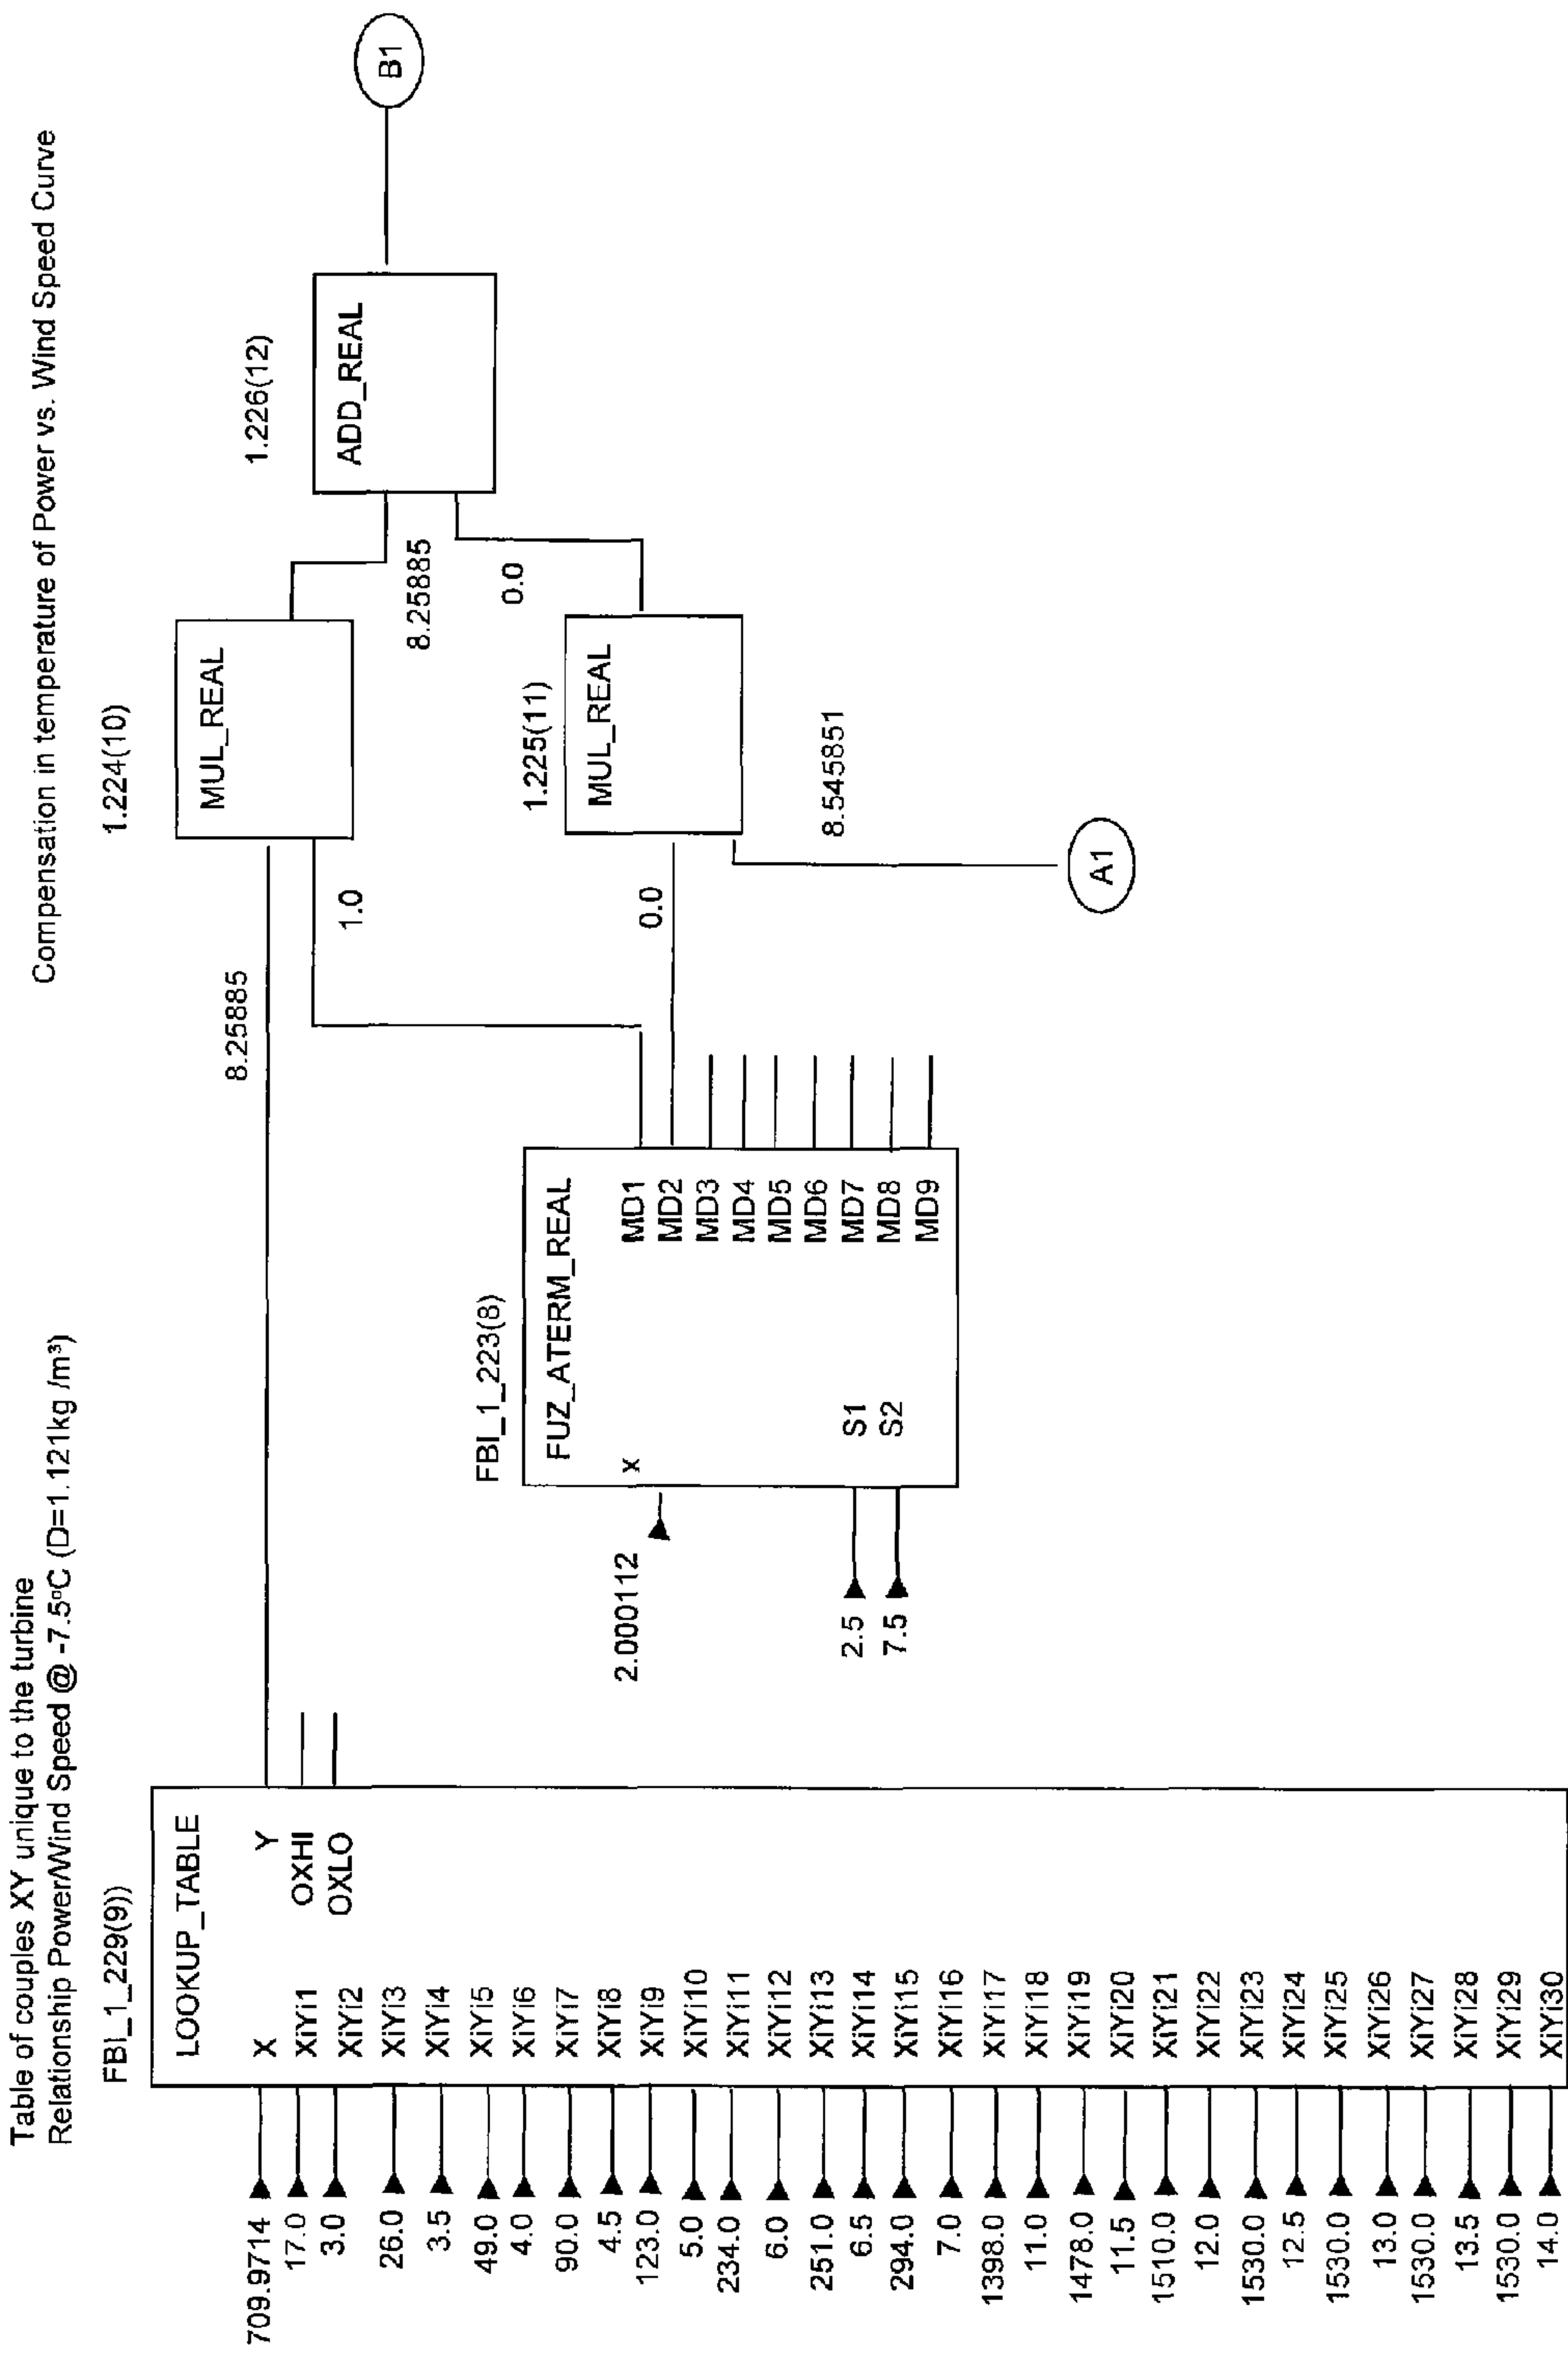 Table of couples XY unique to the turbine
Relationship Power/Wind Speed @ -7.5ºC (D=1.121kg /m³)
Compensation in temperature of Power vs. Wind Speed Curve
FBI_1_229(9))
LOOKUP_TABLE
709.9714 X Y
17.0 XiYi1 OXHI
3.0 XiYi2 OXLO
26.0 XiYi3
3.5 XiYi4
49.0 XiYi5
4.0 XiYi6
90.0 XiYi7
4.5 XiYi8
123.0 XiYi9
5.0 XiYi10
234.0 XiYi11
6.0 XiYi12
251.0 XiYi13
6.5 XiYi14
294.0 XiYi15
7.0 XiYi16
1398.0 XiYi17
11.0 XiYi18
1478.0 XiYi19
11.5 XiYi20
1510.0 XiYi21
12.0 XiYi22
1530.0 XiYi23
12.5 XiYi24
1530.0 XiYi25
13.0 XiYi26
1530.0 XiYi27
13.5 XiYi28
1530.0 XiYi29
14.0 XiYi30
FBI_1_223(8)
FUZ_ATERM_REAL
2.000112 x
2.5 S1
7.5 S2
MD1
MD2
MD3
MD4
MD5
MD6
MD7
MD8
MD9
8.25885
1.0
1.224(10)
MUL_REAL
0.0
1.225(11)
MUL_REAL
8.545851
A1
8.25885
0.0
1.226(12)
ADD_REAL
B1